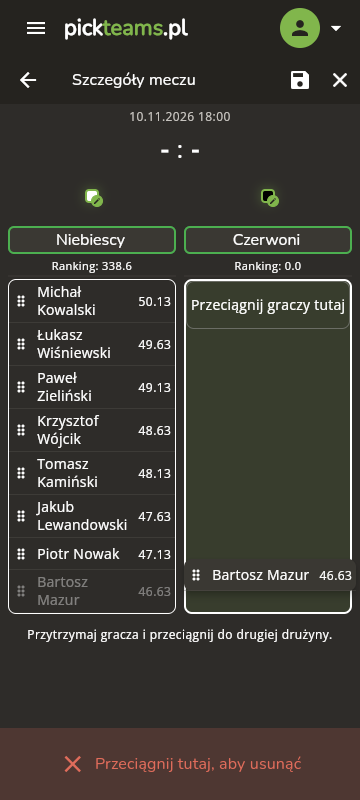 pickteams.pl
Szczegóły meczu
10.11.2026 18:00
- : -
Niebiescy
Czerwoni
Ranking: 338.6
Ranking: 0.0
Michał
Kowalski
50.13
Łukasz
Wiśniewski
49.63
Paweł
Zieliński
49.13
Krzysztof
Wójcik
48.63
Tomasz
Kamiński
48.13
Jakub
Lewandowski
47.63
Piotr Nowak
47.13
Bartosz
Mazur
46.63
Przeciągnij graczy tutaj
Bartosz Mazur
46.63
Przytrzymaj gracza i przeciągnij do drugiej drużyny.
Przeciągnij tutaj, aby usunąć